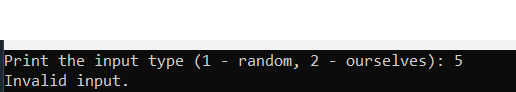 Print the input type (1 - random, 2 - ourselves): 5
Invalid input.